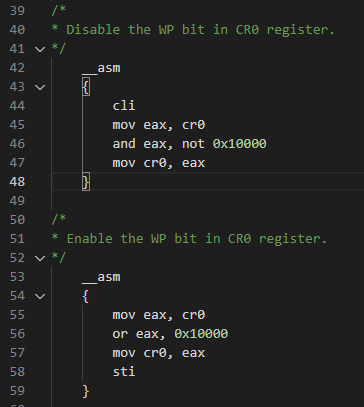 39 /*
40 * Disable the WP bit in CR0 register.
41 */
42 __asm
43 {
44 cli
45 mov eax, cr0
46 and eax, not 0x10000
47 mov cr0, eax
48 }
49
50 /*
51 * Enable the WP bit in CR0 register.
52 */
53 __asm
54 {
55 mov eax, cr0
56 or eax, 0x10000
57 mov cr0, eax
58 sti
59 }